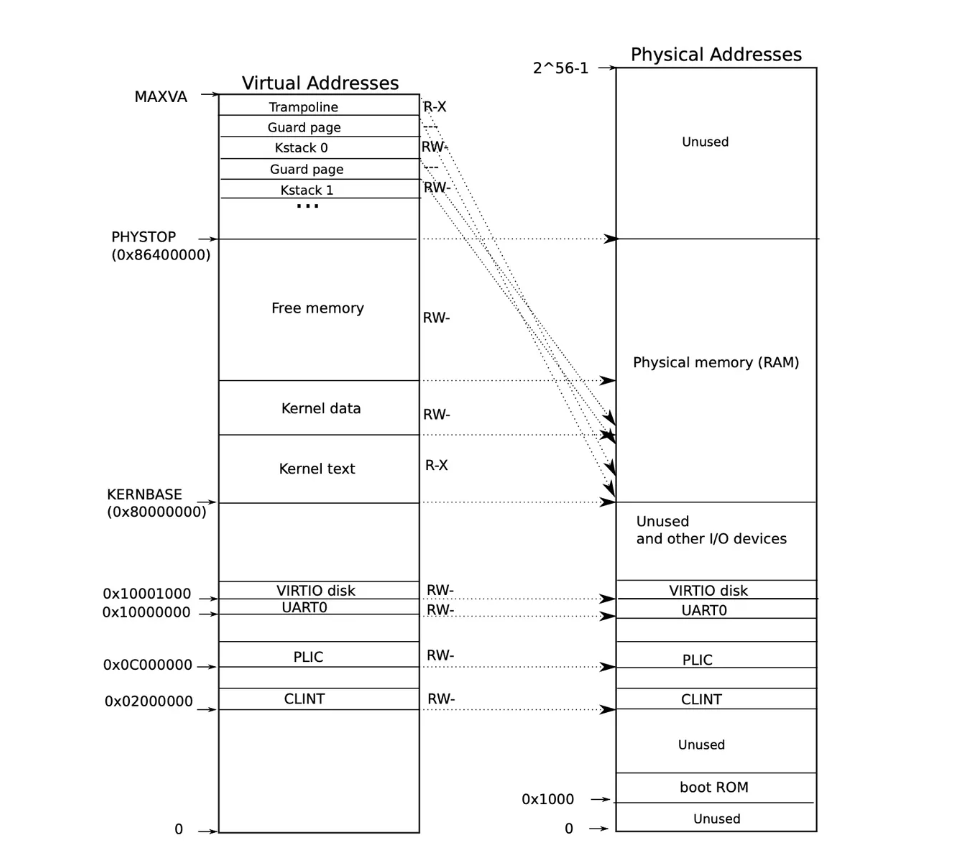 Physical Addresses
2^56-1
Virtual Addresses
MAXVA
Trampoline
R-X
Guard page
---
Unused
Kstack 0
RW-
Guard page
---
Kstack 1
RW-
...
PHYSTOP
(0x86400000)
Free memory
RW-
Physical memory (RAM)
Kernel data
RW-
Kernel text
R-X
KERNBASE
(0x80000000)
Unused
and other I/O devices
0x10001000
VIRTIO disk
RW-
VIRTIO disk
0x10000000
UART0
RW-
UART0
0x0C000000
PLIC
RW-
PLIC
0x02000000
CLINT
RW-
CLINT
Unused
boot ROM
0x1000
Unused
0
0